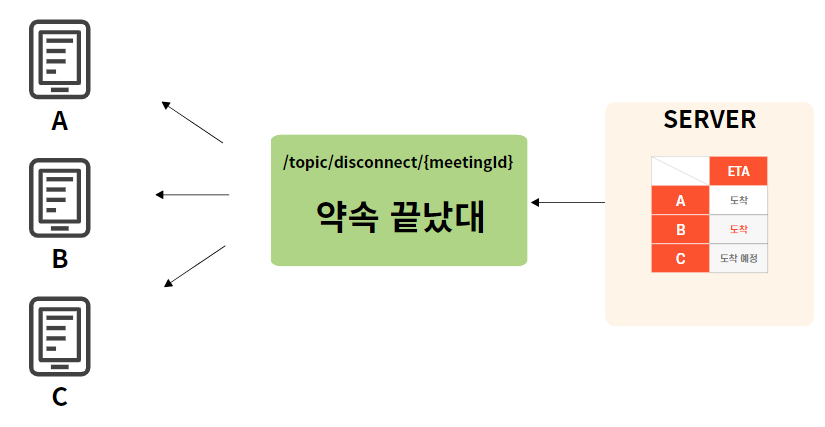 A
B
C
/topic/disconnect/{meetingId}
약속 끝났대
SERVER
ETA
A 도착
B 도착
C 도착 예정